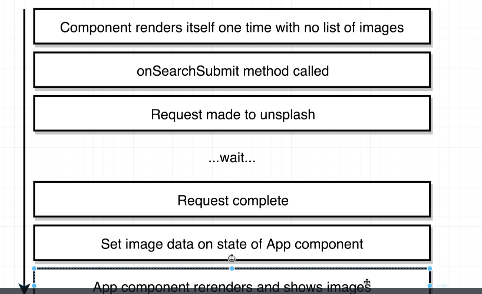 Component renders itself one time with no list of images
onSearchSubmit method called
Request made to unsplash
...wait...
Request complete
Set image data on state of App component
App component rerenders and shows images